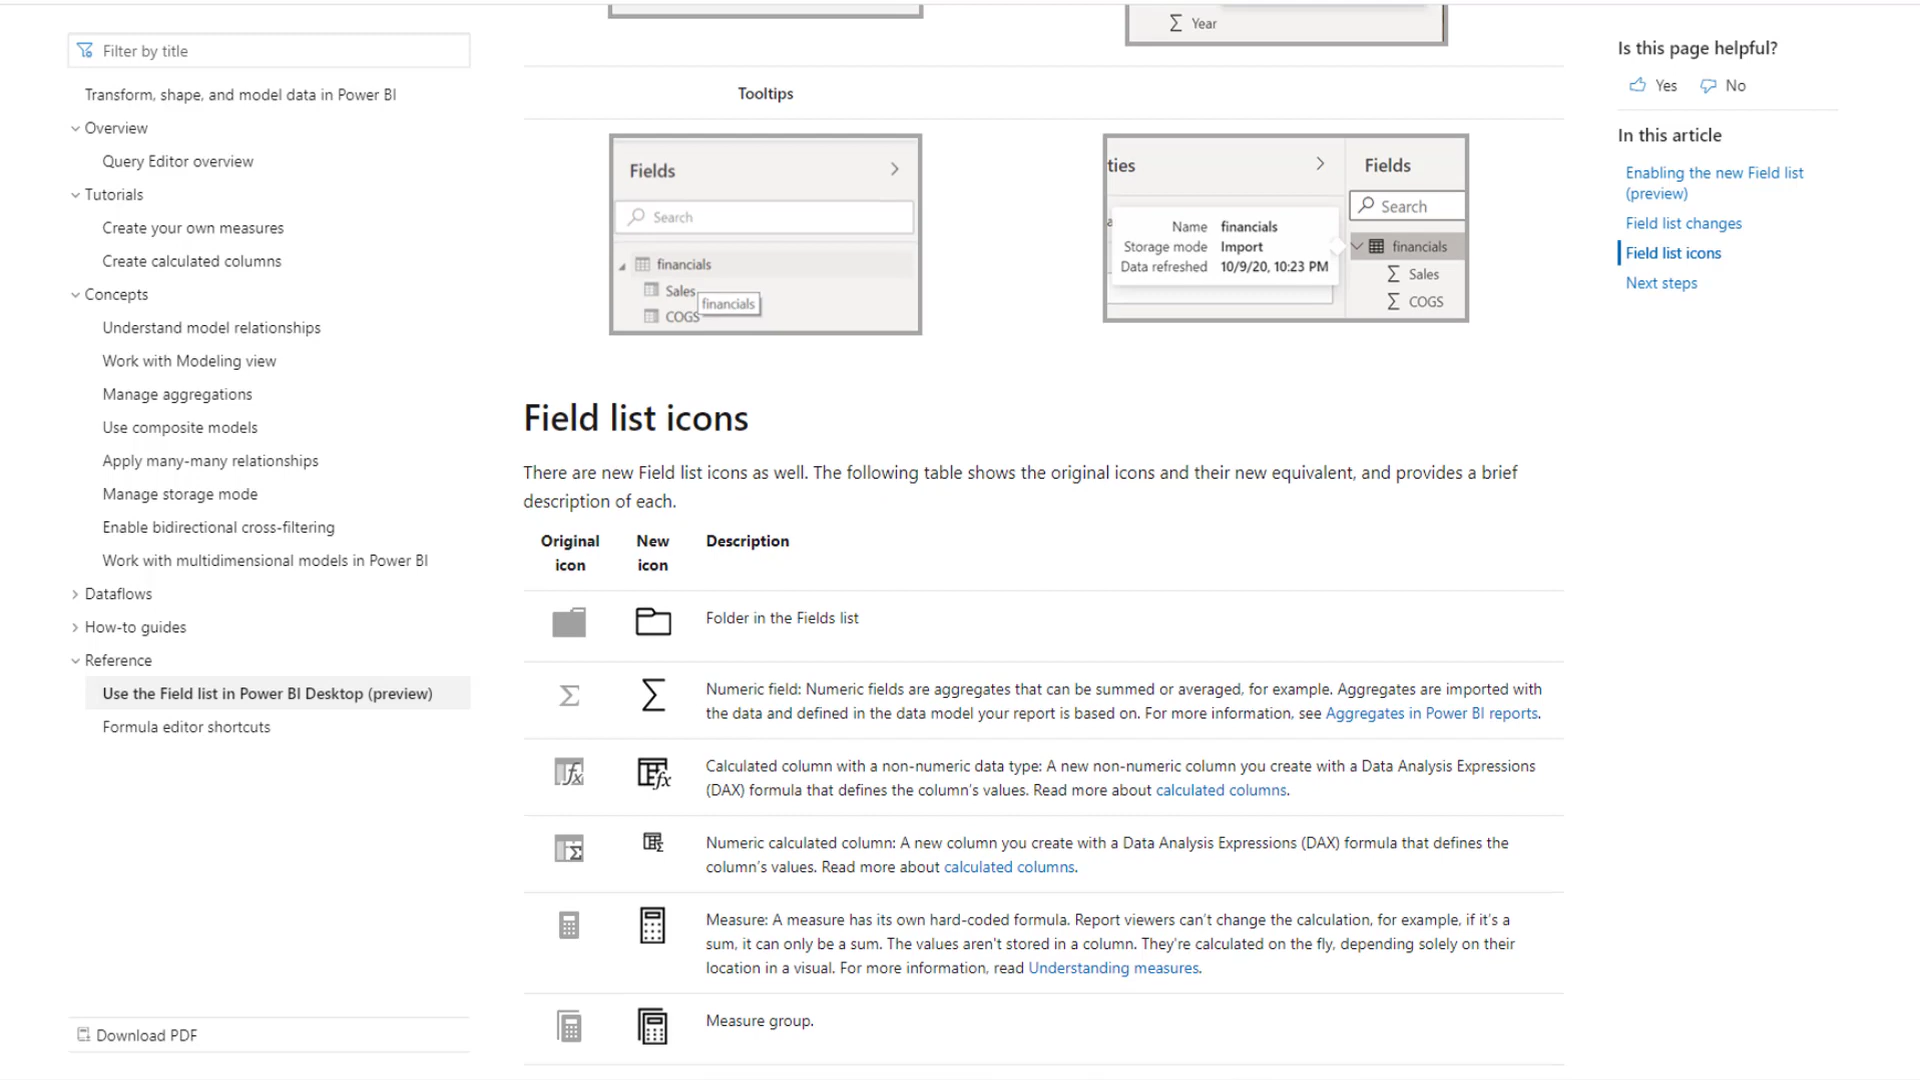 Filter by title
Transform, shape, and model data in Power BI
Overview
Query Editor overview
Tutorials
Create your own measures
Create calculated columns
Concepts
Understand model relationships
Work with Modeling view
Manage aggregations
Use composite models
Apply many-many relationships
Manage storage mode
Enable bidirectional cross-filtering
Work with multidimensional models in Power BI
Dataflows
How-to guides
Reference
Use the Field list in Power BI Desktop (preview)
Formula editor shortcuts
Download PDF
Σ Year
Tooltips
Fields
Search
financials
Sales
financials
COGS
ties
Name financials
Storage mode Import
Data refreshed 10/9/20, 10:23 PM
Fields
Search
financials
Σ Sales
Σ COGS
Field list icons
There are new Field list icons as well. The following table shows the original icons and their new equivalent, and provides a brief
description of each.
Original icon
New icon
Description
Folder in the Fields list
Numeric field: Numeric fields are aggregates that can be summed or averaged, for example. Aggregates are imported with
the data and defined in the data model your report is based on. For more information, see Aggregates in Power BI reports.
Calculated column with a non-numeric data type: A new non-numeric column you create with a Data Analysis Expressions
(DAX) formula that defines the column's values. Read more about calculated columns.
Numeric calculated column: A new column you create with a Data Analysis Expressions (DAX) formula that defines the
column's values. Read more about calculated columns.
Measure: A measure has its own hard-coded formula. Report viewers can't change the calculation, for example, if it's a
sum, it can only be a sum. The values aren't stored in a column. They're calculated on the fly, depending solely on their
location in a visual. For more information, read Understanding measures.
Measure group.
Is this page helpful?
Yes No
In this article
Enabling the new Field list
(preview)
Field list changes
Field list icons
Next steps